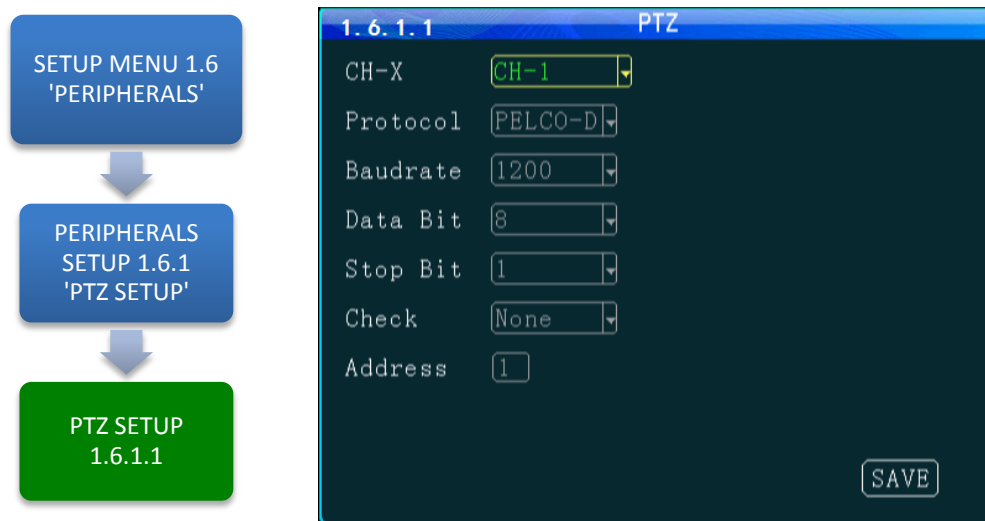 SETUP MENU 1.6
'PERIPHERALS'
PERIPHERALS
SETUP 1.6.1
'PTZ SETUP'
PTZ SETUP
1.6.1.1
1.6.1.1 PTZ
CH-X CH-1
Protocol PELCO-D
Baudrate 1200
Data Bit 8
Stop Bit 1
Check None
Address 1
SAVE